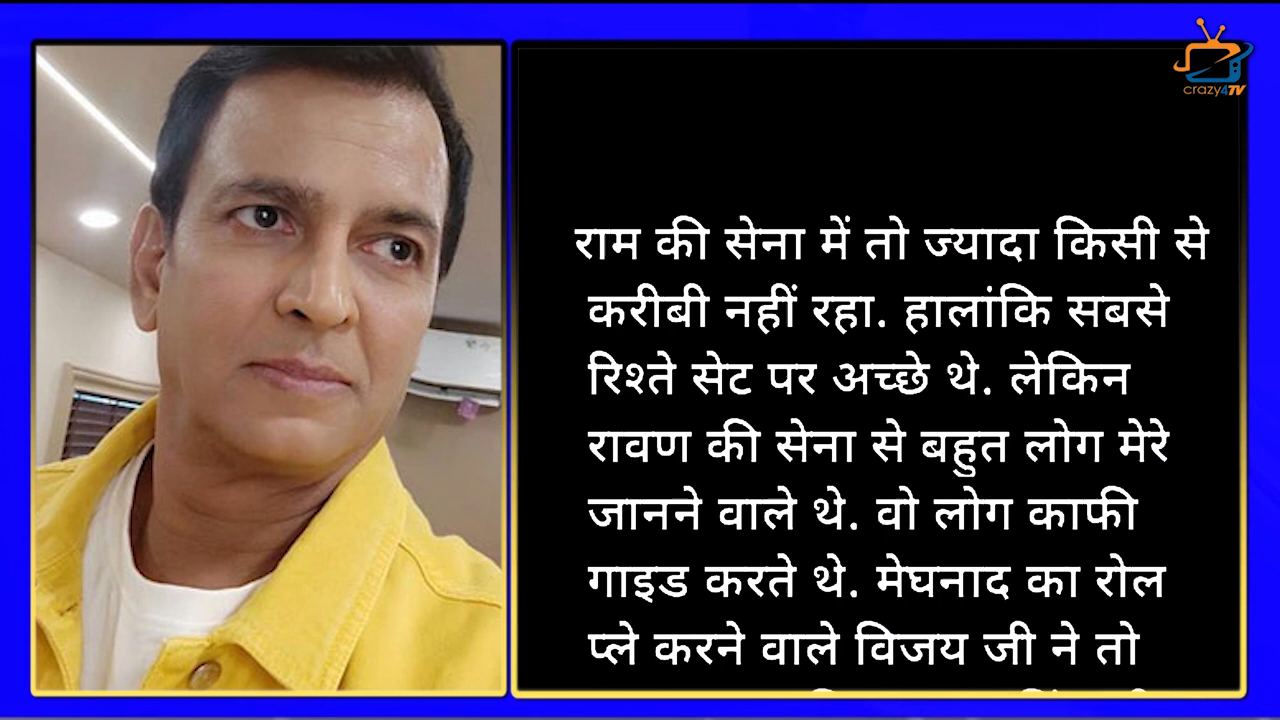 crazy4TV
राम की सेना में तो ज्यादा किसी से
करीबी नहीं रहा. हालांकि सबसे
रिश्ते सेट पर अच्छे थे. लेकिन
रावण की सेना से बहुत लोग मेरे
जानने वाले थे. वो लोग काफी
गाइड करते थे. मेघनाद का रोल
प्ले करने वाले विजय जी ने तो